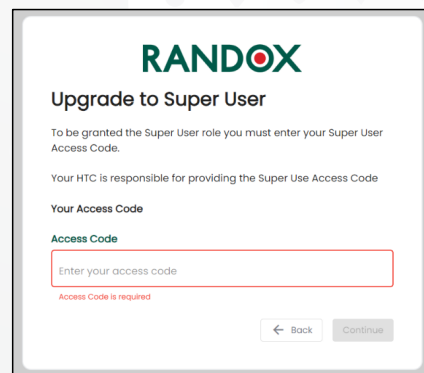 RANDOX
Upgrade to Super User
To be granted the Super User role you must enter your Super User
Access Code.
Your HTC is responsible for providing the Super Use Access Code
Your Access Code
Access Code
Enter your access code
Access Code is required
← Back
Continue